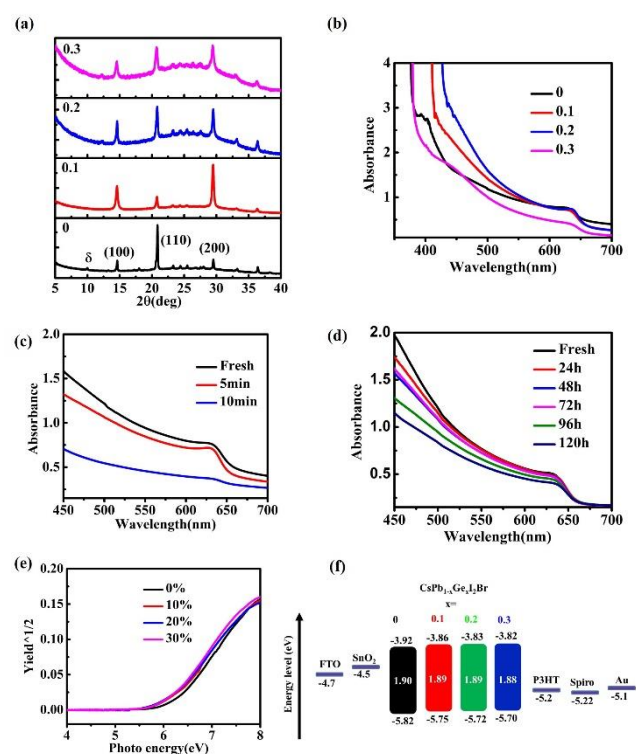 (a)
0.3
0.2
0.1
0
δ
(100)
(110)
(200)
5 10 15 20 25 30 35 40
2θ(deg)
(b)
4
3
2
1
Absorbance
0
0.1
0.2
0.3
400 500 600 700
Wavelength(nm)
(c)
2.0
1.5
1.0
0.5
Absorbance
Fresh
5min
10min
450 500 550 600 650 700
Wavelength(nm)
(d)
2.0
1.5
1.0
0.5
Absorbance
Fresh
24h
48h
72h
96h
120h
450 500 550 600 650 700
Wavelength(nm)
(e)
0.25
0.20
0.15
0.10
0.05
0.00
Yield^1/2
0%
10%
20%
30%
4 5 6 7 8
Photo energy(eV)
(f)
Energy level (eV)
CsPb1-xGexI2Br
x=
0 0.1 0.2 0.3
-3.92 -3.86 -3.83 -3.82
FTO
-4.7
SnO2
-4.5
1.90 1.89 1.89 1.88
-5.82 -5.75 -5.72 -5.70
P3HT
-5.2
Spiro
-5.22
Au
-5.1